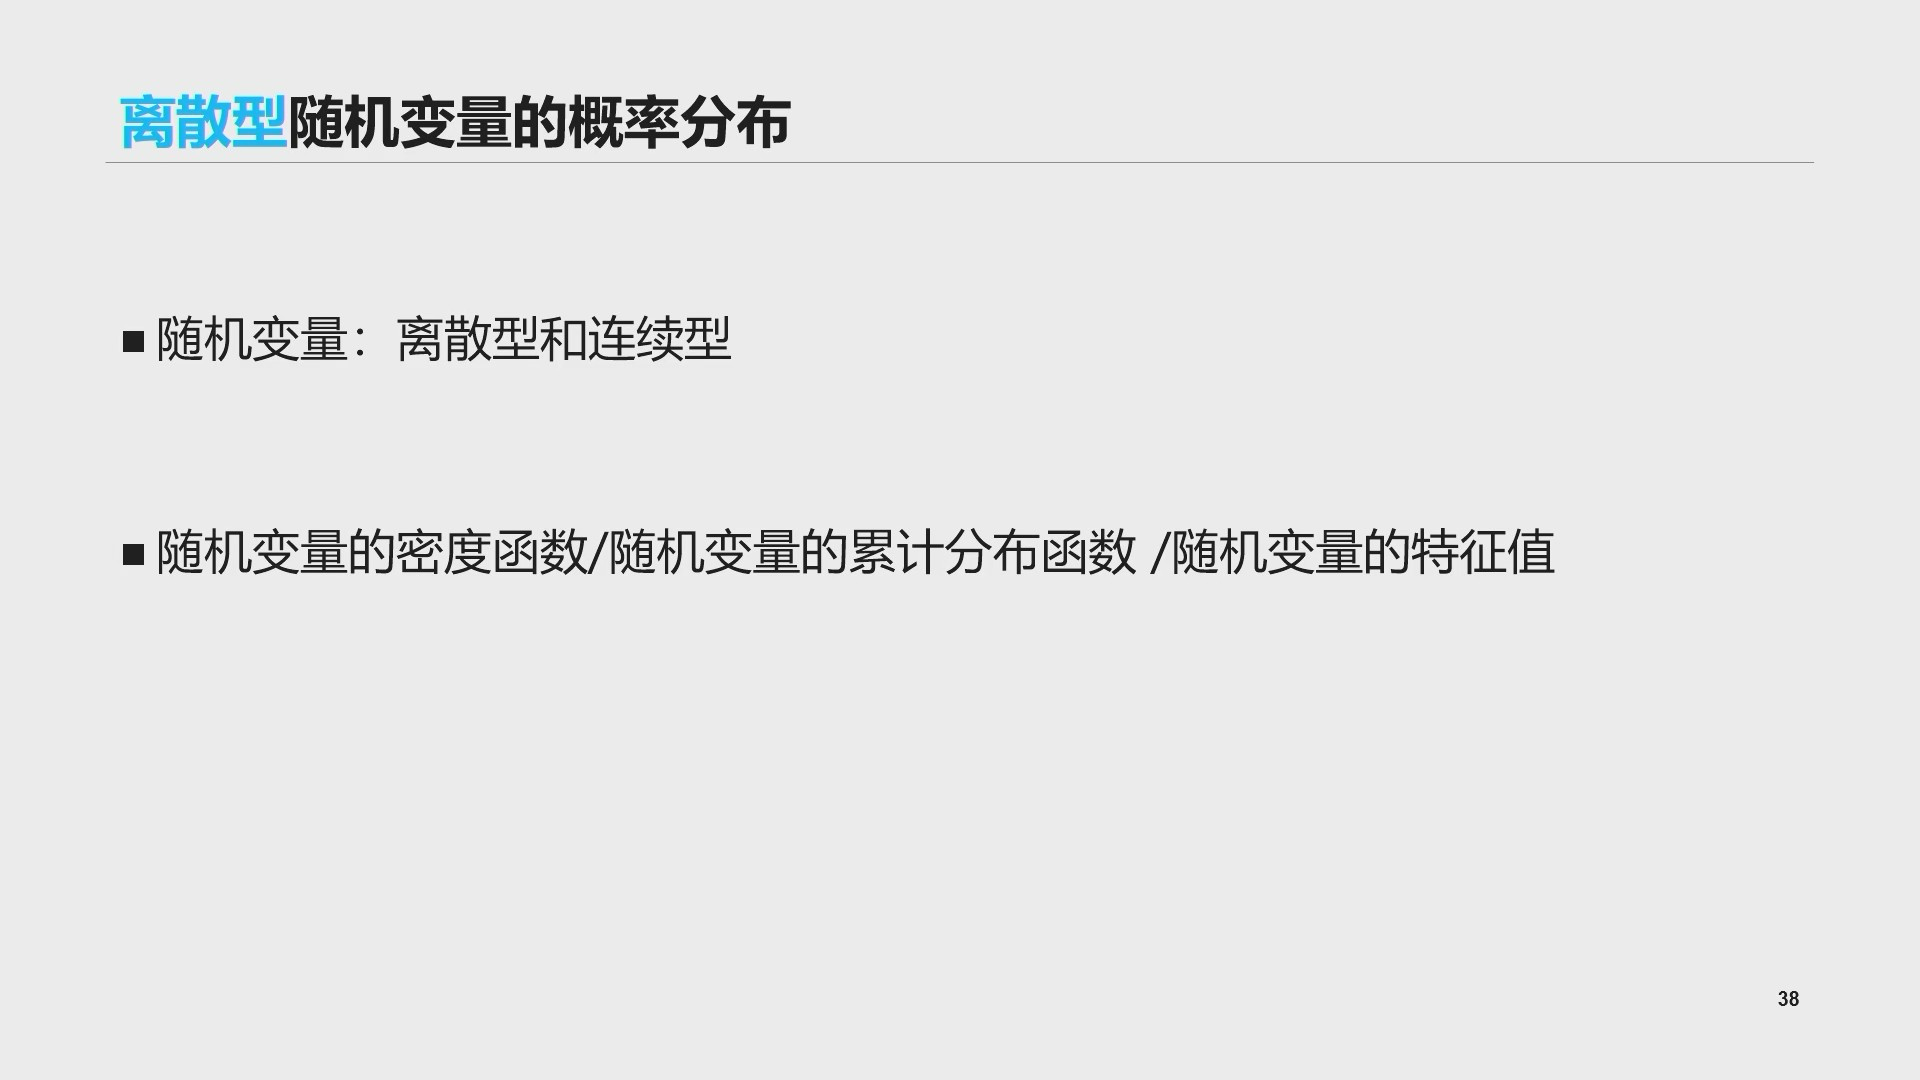 离散型随机变量的概率分布
■ 随机变量：离散型和连续型
■ 随机变量的密度函数/随机变量的累计分布函数 /随机变量的特征值
38